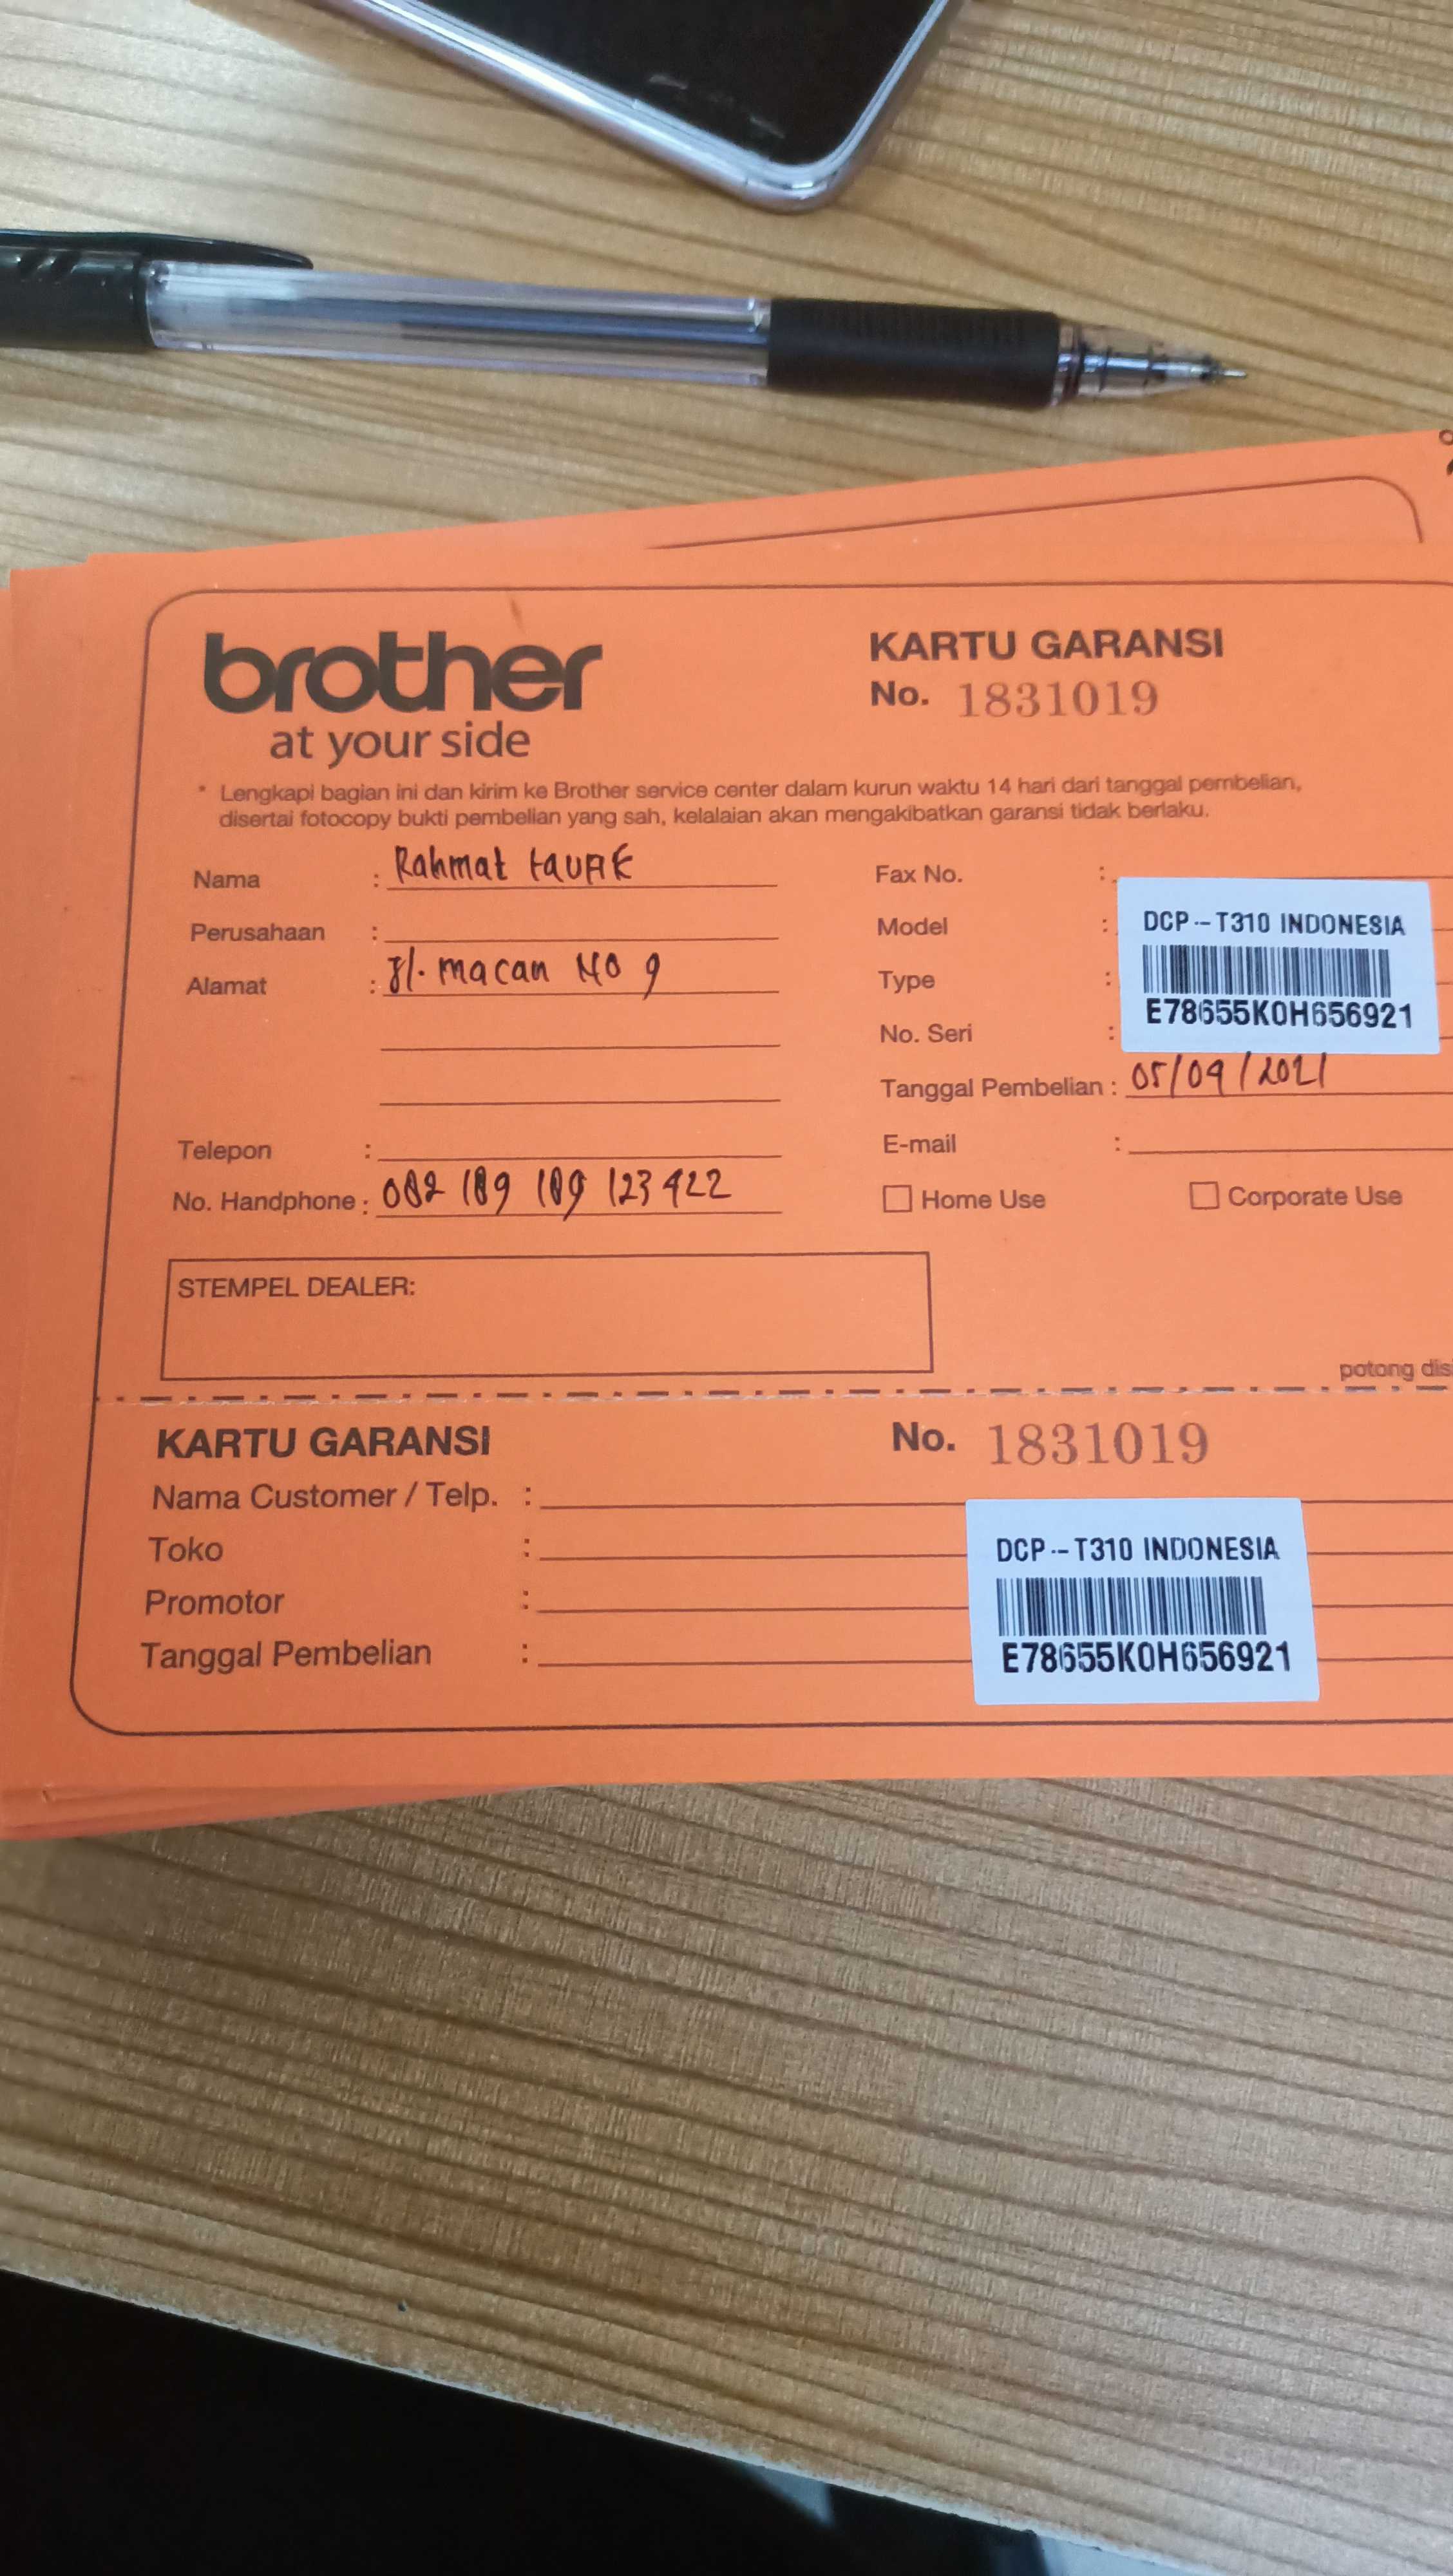 brother
at your side
KARTU GARANSI
No. 1831019
* Lengkapi bagian ini dan kirim ke Brother service center dalam kurun waktu 14 hari dari tanggal pembelian,
disertai fotocopy bukti pembelian yang sah, kelalaian akan mengakibatkan garansi tidak berlaku.
Nama : Rahmat taufik
Perusahaan :
Alamat : Jl. macan No 9
Telepon :
No. Handphone : 082 189 189 123 422
Fax No. :
Model :
Type :
No. Seri :
DCP-T310 INDONESIA
E78655K0H656921
Tanggal Pembelian : 05/09/2021
E-mail :
Home Use Corporate Use
STEMPEL DEALER:
potong dis
KARTU GARANSI No. 1831019
Nama Customer / Telp. :
Toko :
Promotor :
Tanggal Pembelian :
DCP-T310 INDONESIA
E78655K0H656921